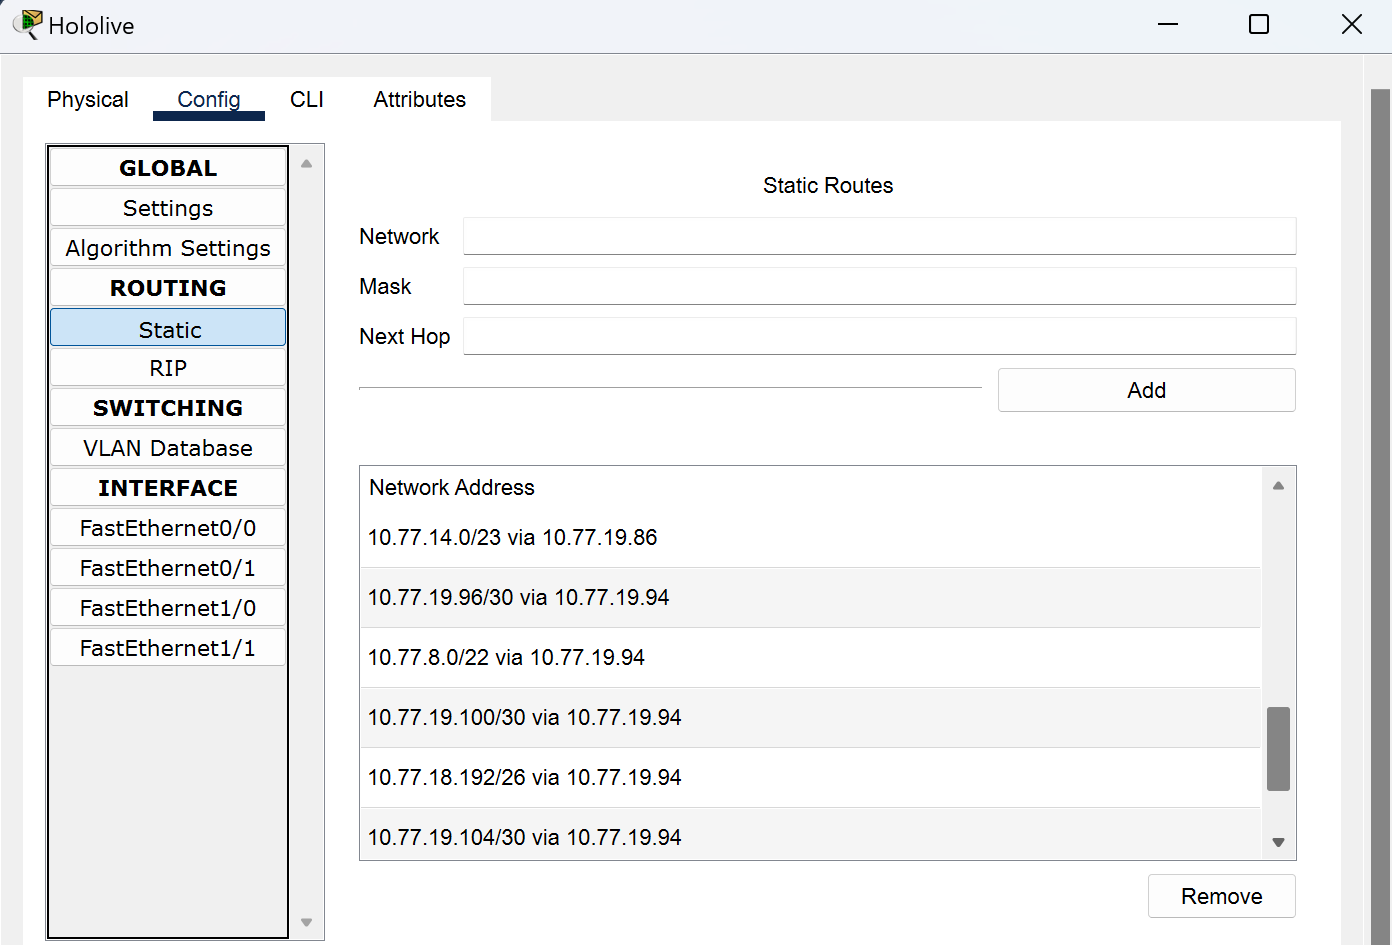 Hololive
Physical Config CLI Attributes
GLOBAL
Settings
Algorithm Settings
ROUTING
Static
RIP
SWITCHING
VLAN Database
INTERFACE
FastEthernet0/0
FastEthernet0/1
FastEthernet1/0
FastEthernet1/1
Static Routes
Network
Mask
Next Hop
Add
Network Address
10.77.14.0/23 via 10.77.19.86
10.77.19.96/30 via 10.77.19.94
10.77.8.0/22 via 10.77.19.94
10.77.19.100/30 via 10.77.19.94
10.77.18.192/26 via 10.77.19.94
10.77.19.104/30 via 10.77.19.94
Remove